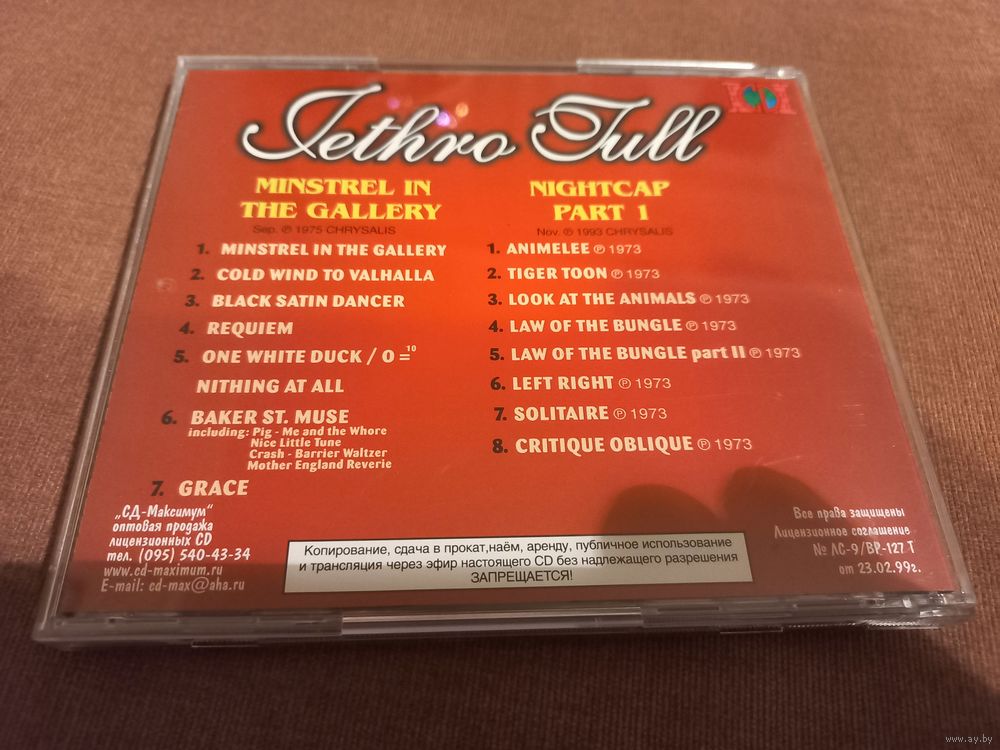 Jethro Tull
MINSTREL IN
THE GALLERY
Sep. ℗ 1975 CHRYSALIS
1. MINSTREL IN THE GALLERY
2. COLD WIND TO VALHALLA
3. BLACK SATIN DANCER
4. REQUIEM
5. ONE WHITE DUCK / 0 =¹⁰
NITHING AT ALL
6. BAKER ST. MUSE
including: Pig - Me and the Whore
Nice Little Tune
Crash - Barrier Waltzer
Mother England Reverie
7. GRACE
NIGHTCAP
PART 1
Nov. ℗ 1993 CHRYSALIS
1. ANIMELEE ℗ 1973
2. TIGER TOON ℗ 1973
3. LOOK AT THE ANIMALS ℗ 1973
4. LAW OF THE BUNGLE ℗ 1973
5. LAW OF THE BUNGLE part II ℗ 1973
6. LEFT RIGHT ℗ 1973
7. SOLITAIRE ℗ 1973
8. CRITIQUE OBLIQUE ℗ 1973
„СД-Максимум“
оптовая продажа
лицензионных CD
тел. (095) 540-43-34
www.cd-maximum.ru
E-mail: cd-max@aha.ru
Копирование, сдача в прокат,наём, аренду, публичное использование
и трансляция через эфир настоящего CD без надлежащего разрешения
ЗАПРЕЩАЕТСЯ!
Все права защищены
Лицензионное соглашение
№ ЛС-9/ВР-127 Т
от 23.02.99г.
www.ay.by